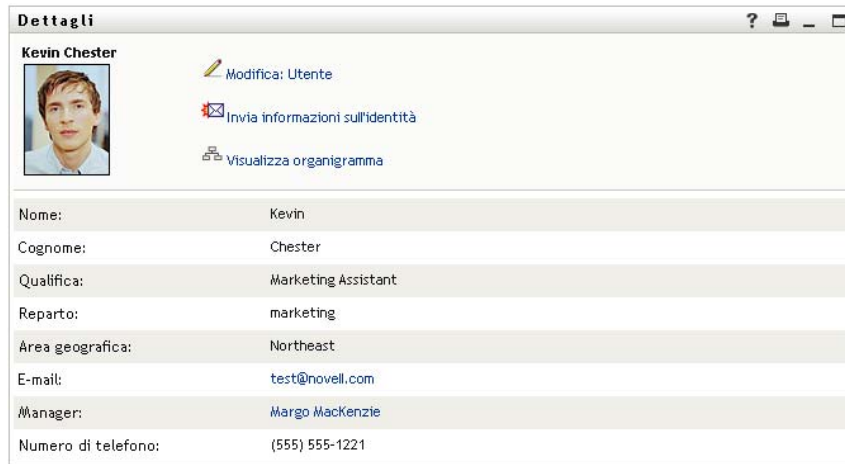 Dettagli ?
Kevin Chester
Modifica: Utente
Invia informazioni sull'identità
Visualizza organigramma
Nome: Kevin
Cognome: Chester
Qualifica: Marketing Assistant
Reparto: marketing
Area geografica: Northeast
E-mail: test@novell.com
Manager: Margo MacKenzie
Numero di telefono: (555) 555-1221